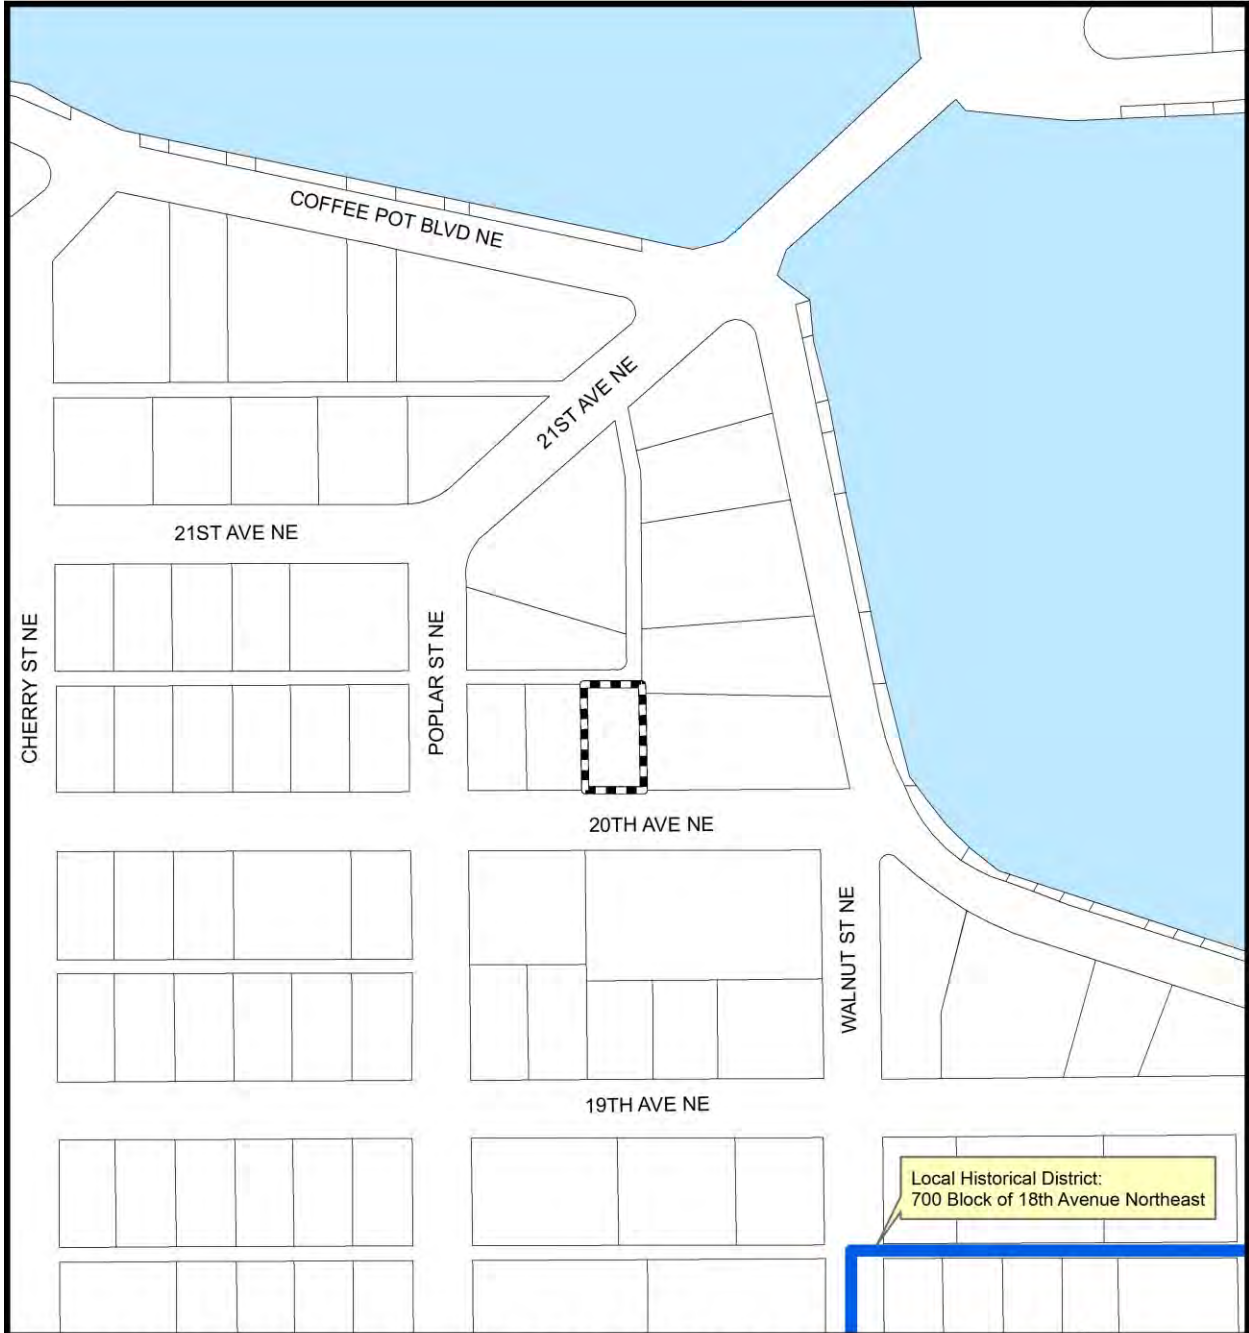 COFFEE POT BLVD NE
21ST AVE NE
21ST AVE NE
CHERRY ST NE
POPLAR ST NE
20TH AVE NE
WALNUT ST NE
19TH AVE NE
Local Historical District:
700 Block of 18th Avenue Northeast